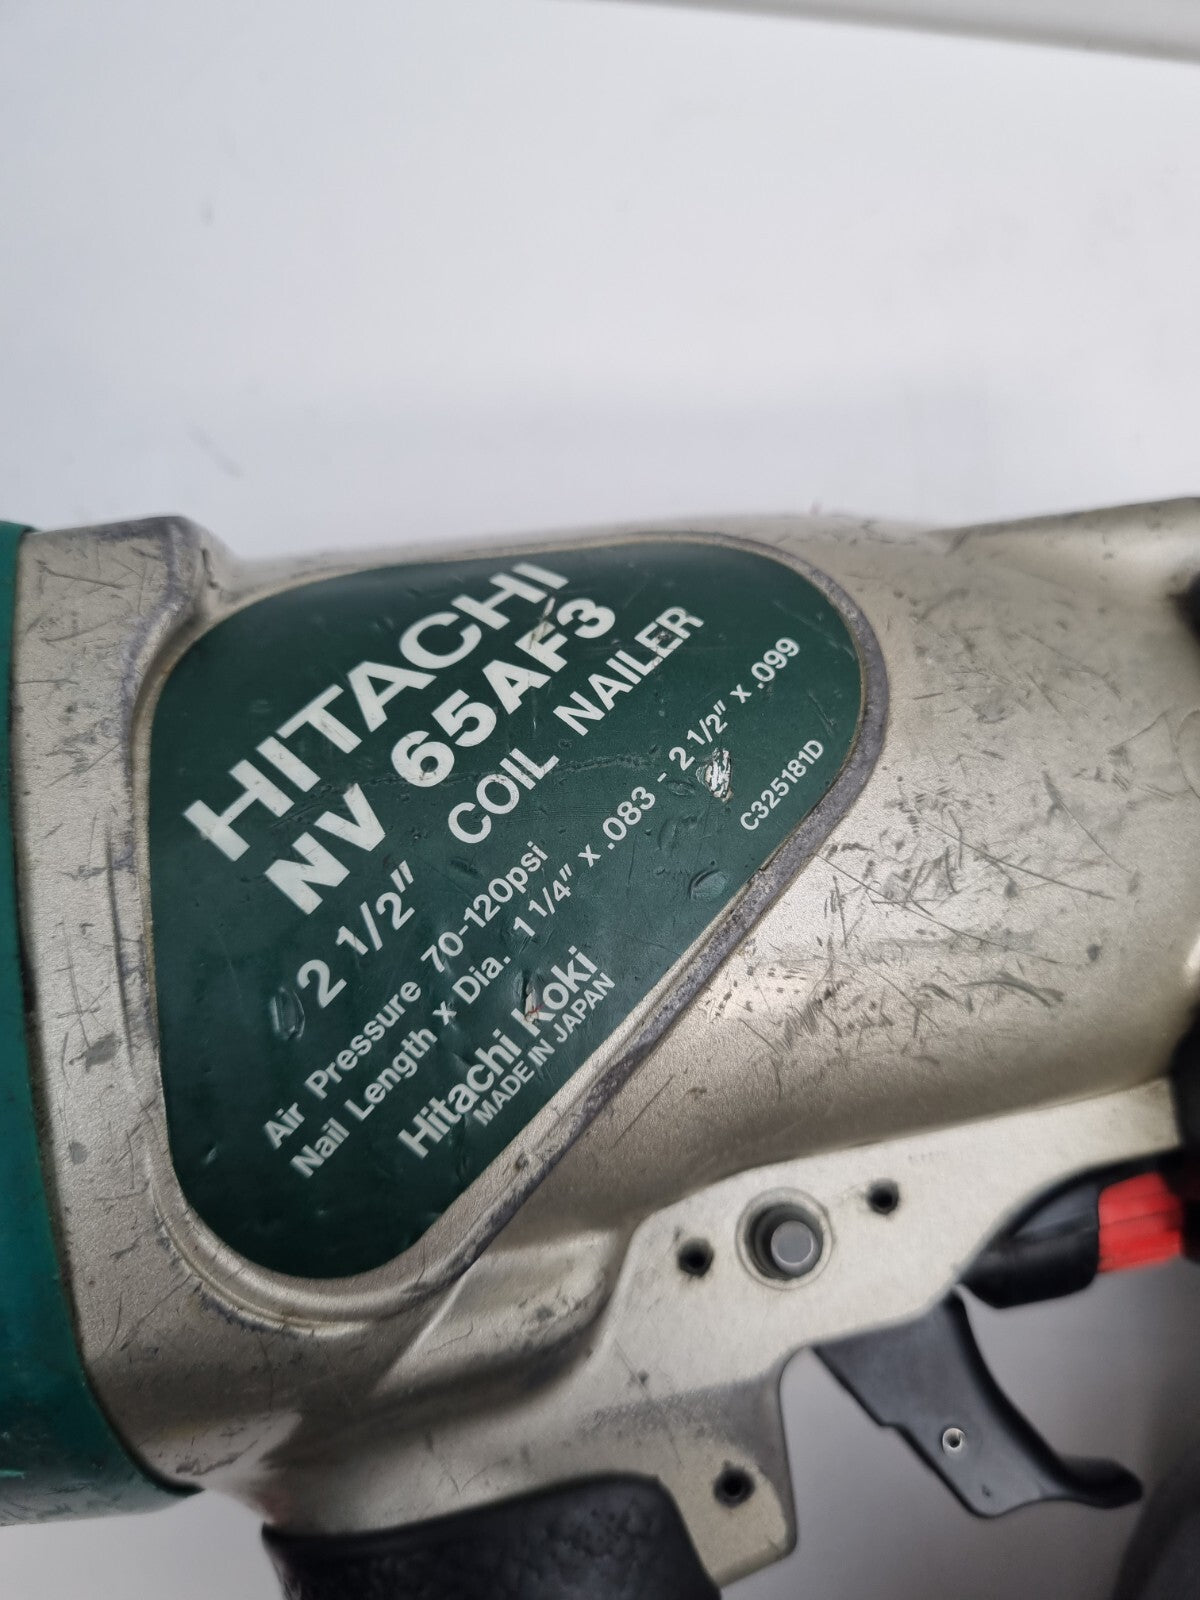 HITACHI
NV 65AF3
2 1/2" COIL NAILER
Air Pressure 70-120psi
Nail Length x Dia. 1 1/4" x .083 - 2 1/2" x .099
Hitachi Koki
MADE IN JAPAN
C325181D